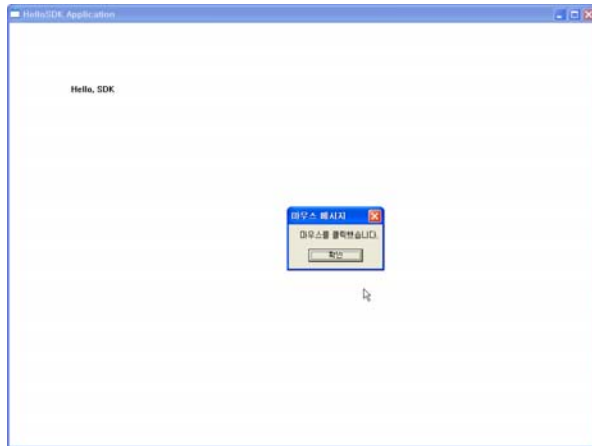 HelloSDK Application
Hello, SDK
마우스 메시지
마우스를 클릭했습니다.
확인